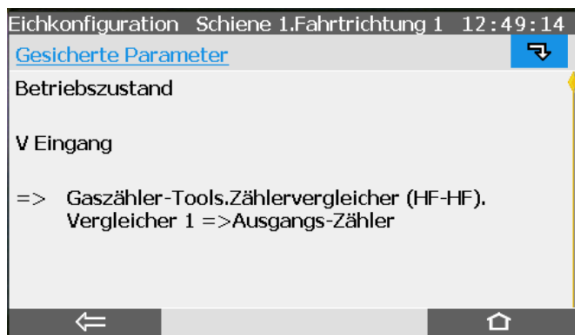 Eichkonfiguration Schiene 1.Fahrtrichtung 1 12:49:14
Gesicherte Parameter
Betriebszustand
V Eingang
=> Gaszähler-Tools.Zählervergleicher (HF-HF).
Vergleicher 1 =>Ausgangs-Zähler